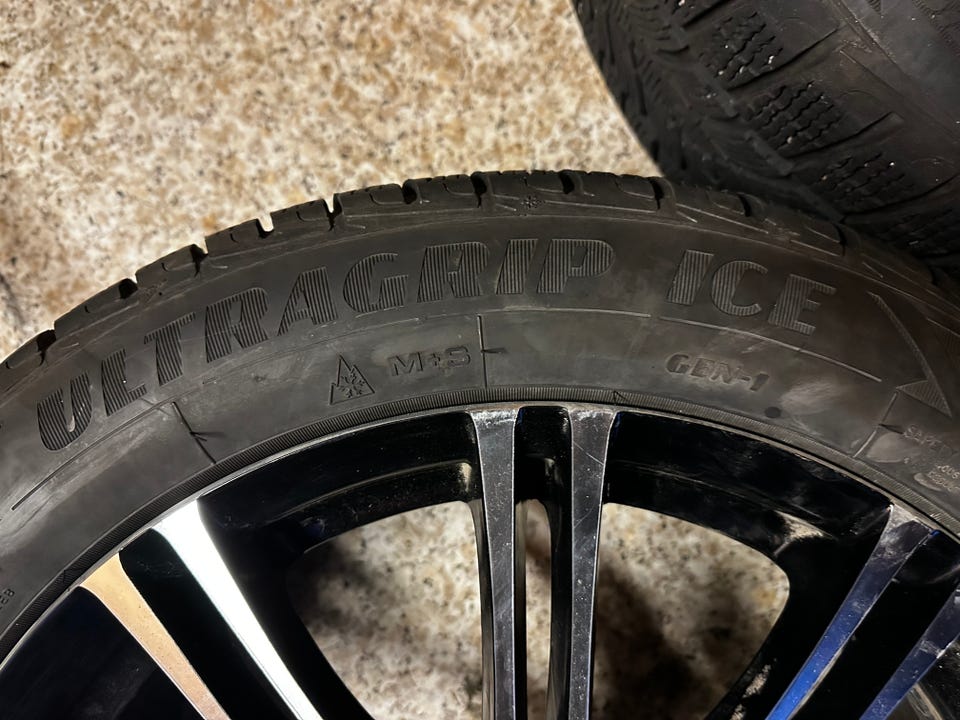 ULTRAGRIP ICE
M+S
GEN-1